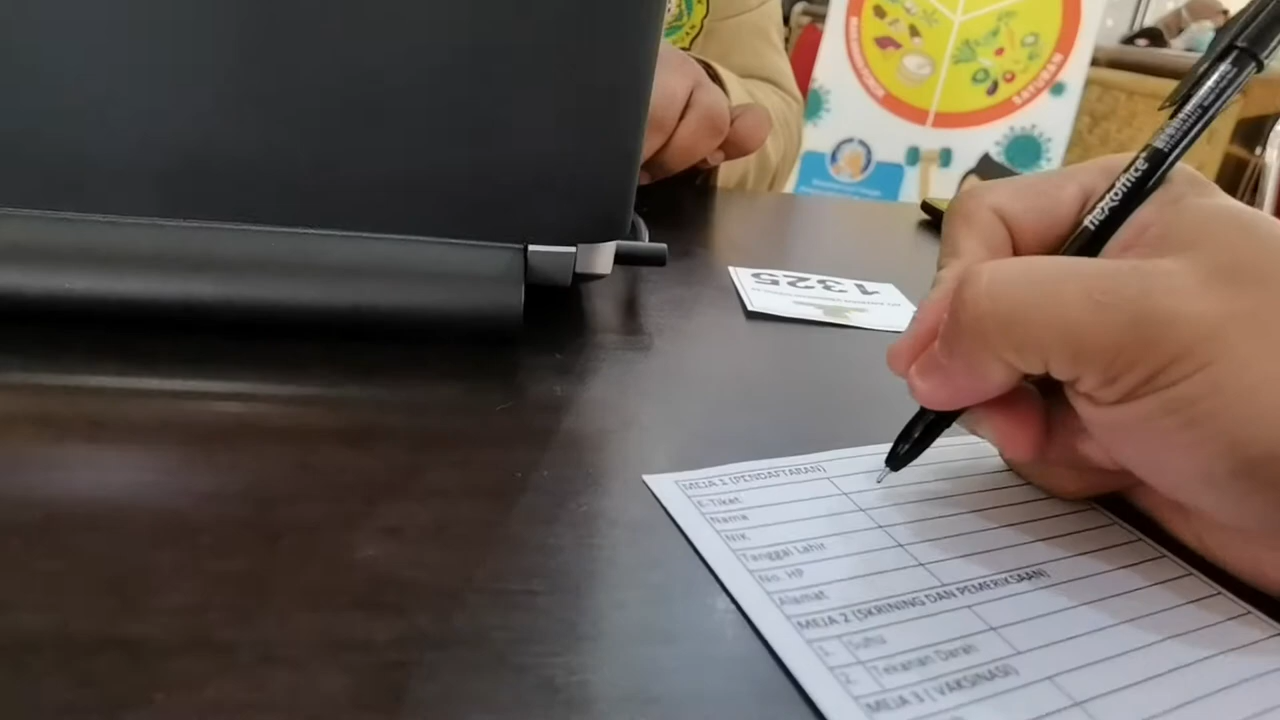 SAYURAN
flexoffice
1325
MEJA 1 (PENDAFTARAN)
E-Tiket
Nama
NIK
Tanggal Lahir
No. HP
Alamat
MEJA 2 (SKRINING DAN PEMERIKSAAN)
1. Suhu
2. Tekanan Darah
MEJA 3 ( VAKSINASI)